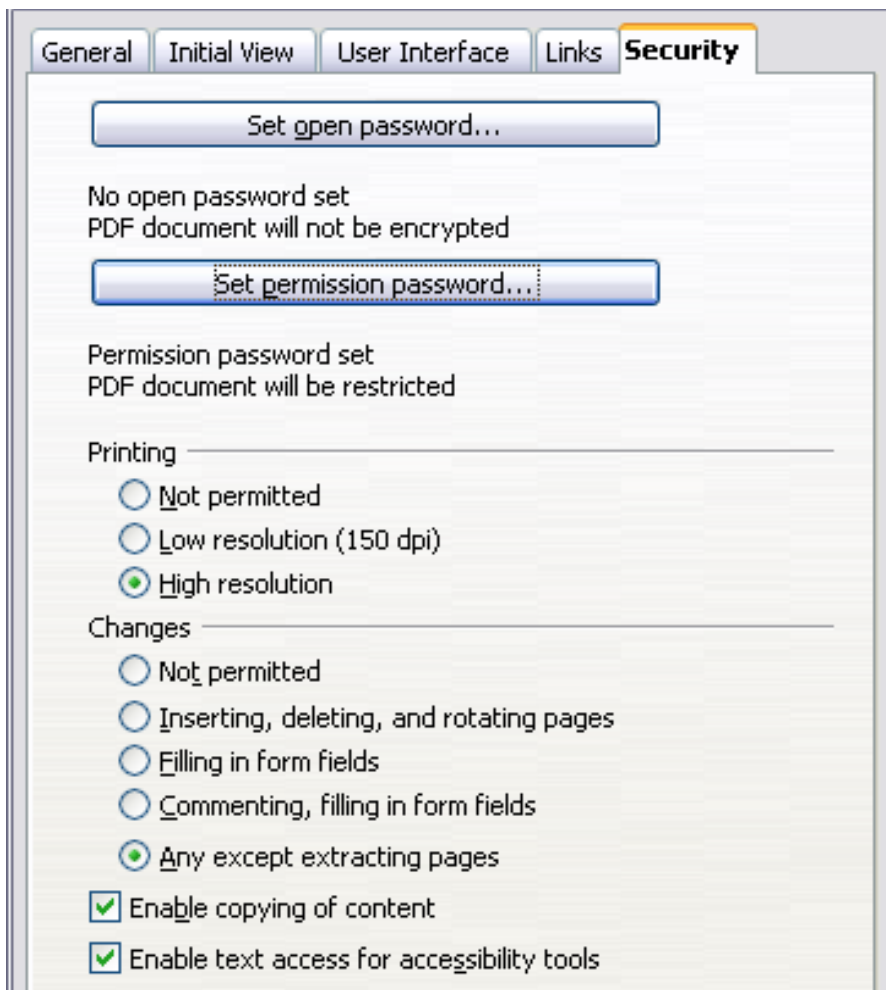 General Initial View User Interface Links Security
Set open password...
No open password set
PDF document will not be encrypted
Set permission password...
Permission password set
PDF document will be restricted
Printing
Not permitted
Low resolution (150 dpi)
High resolution
Changes
Not permitted
Inserting, deleting, and rotating pages
Filling in form fields
Commenting, filling in form fields
Any except extracting pages
Enable copying of content
Enable text access for accessibility tools